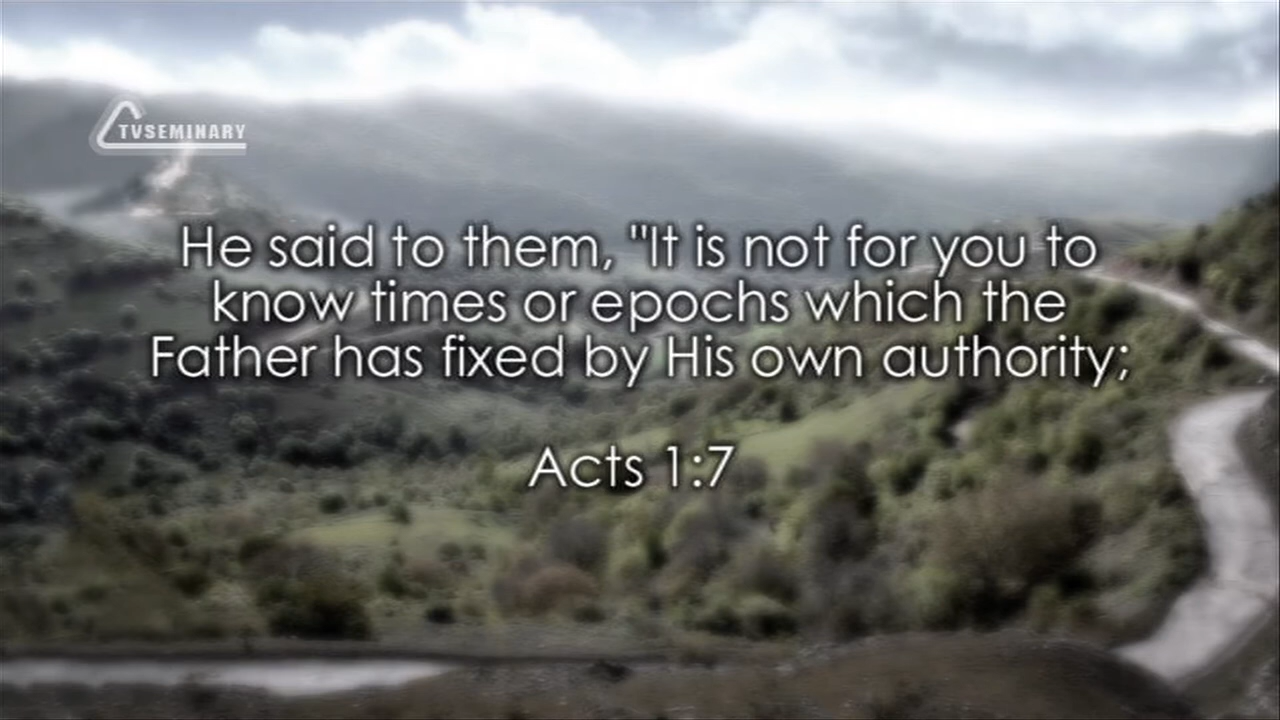 TVSEMINARY
He said to them, "It is not for you to
know times or epochs which the
Father has fixed by His own authority;
Acts 1:7